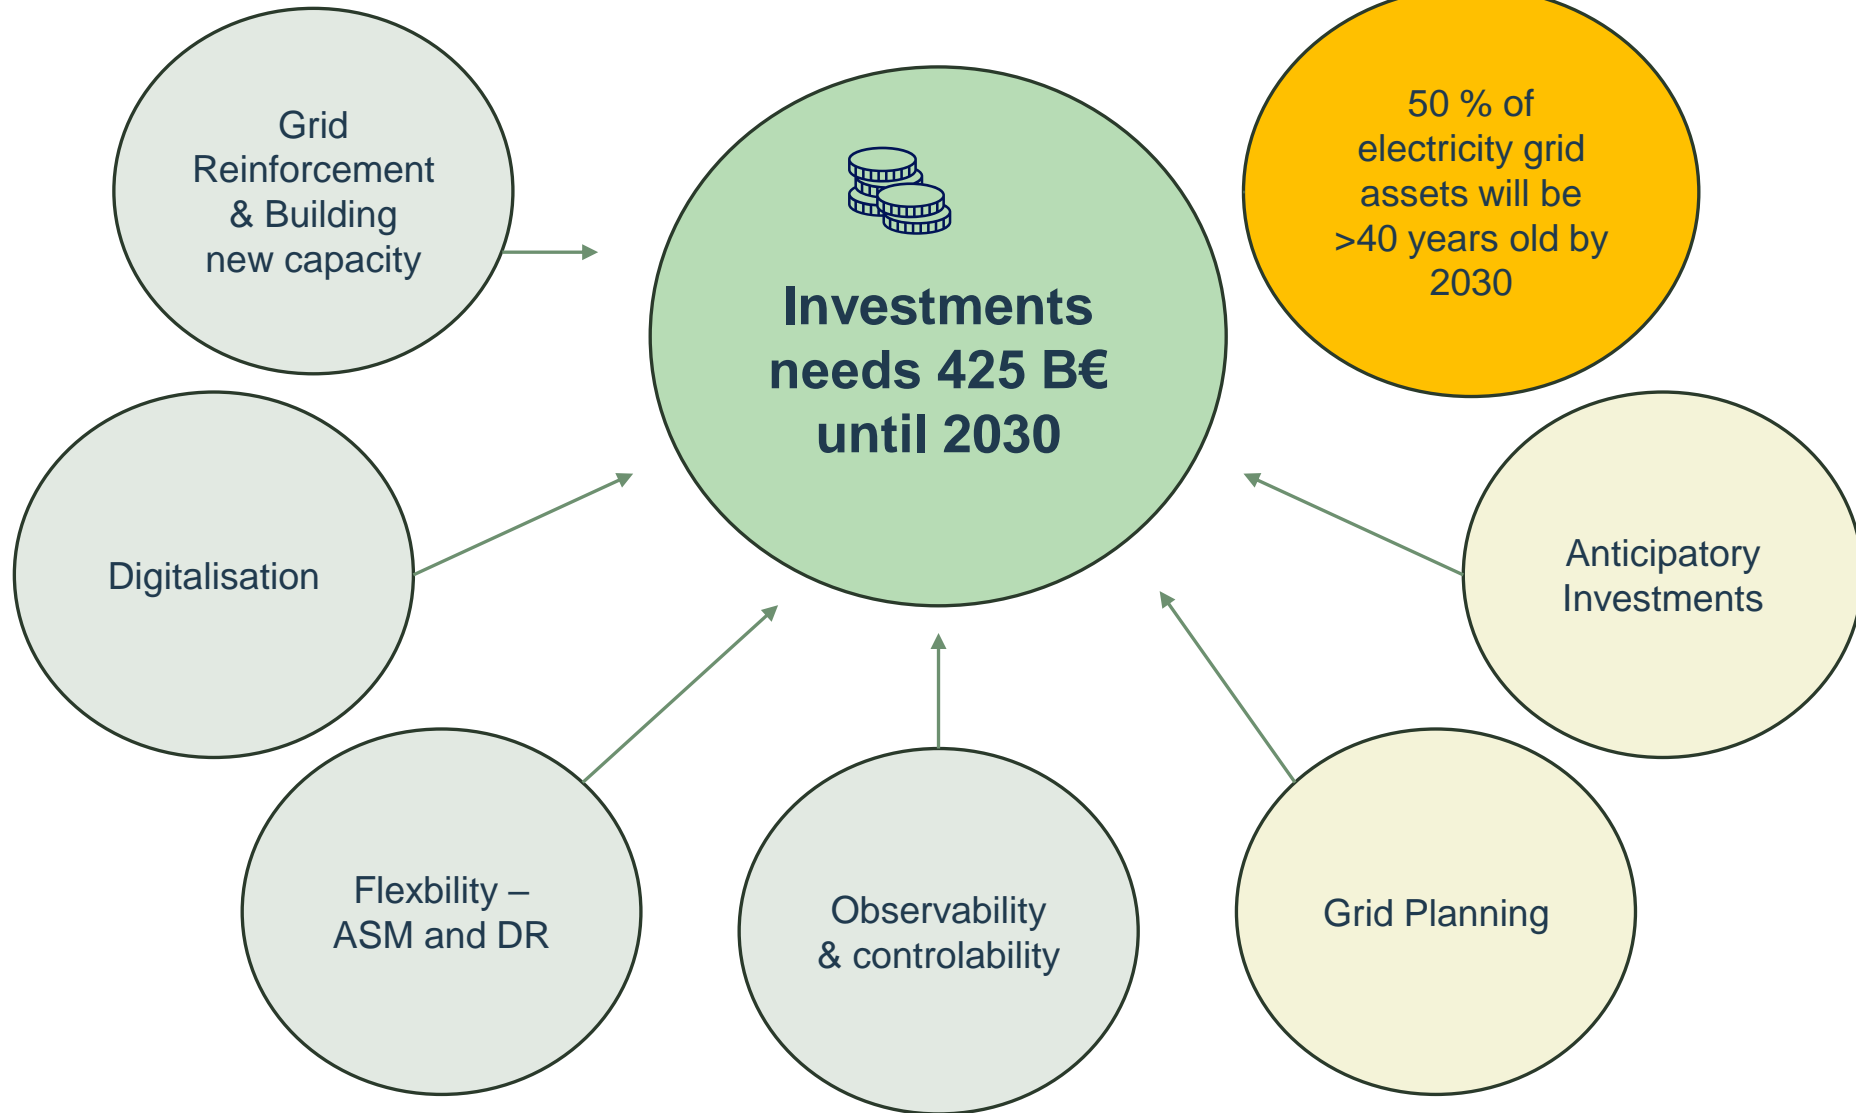 Grid
Reinforcement
& Building
new capacity
Investments
needs 425 B€
until 2030
50 % of
electricity grid
assets will be
>40 years old by
2030
Digitalisation
Anticipatory
Investments
Flexbility –
ASM and DR
Observability
& controlability
Grid Planning